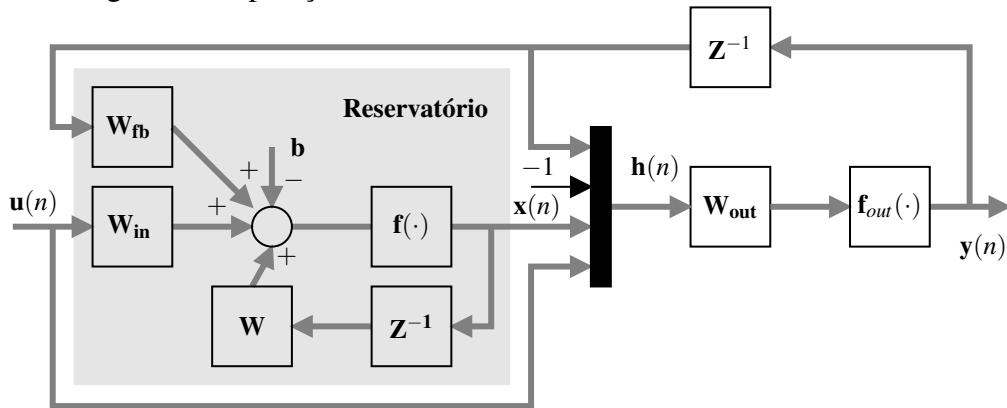 Z⁻¹
Reservatório
W_fb
b
+
−
u(n)
+
W_in
f(·)
+
W
Z⁻¹
−1
x(n)
h(n)
W_out
f_out(·)
y(n)